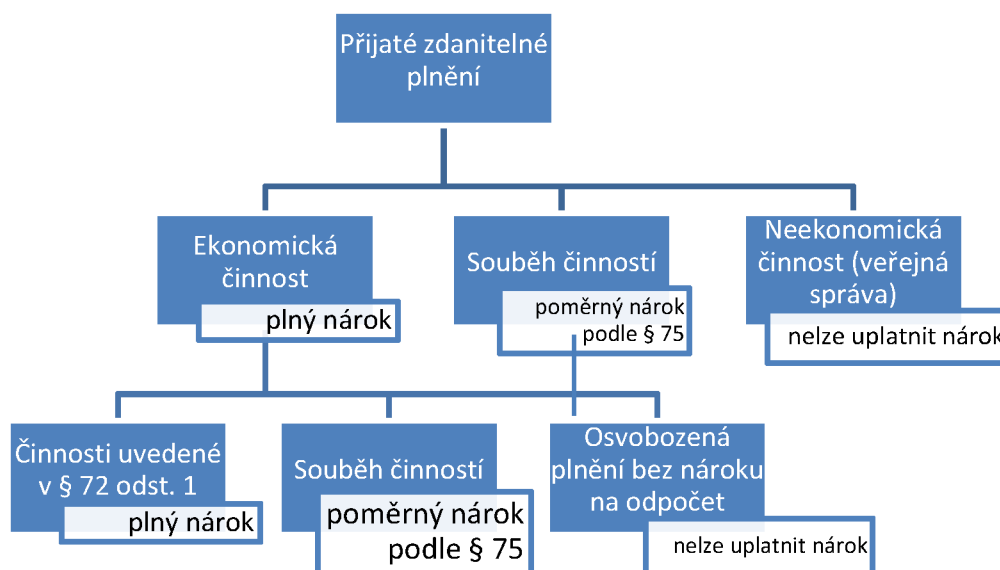 Přijaté zdanitelné
plnění
Ekonomická
činnost
plný nárok
Souběh činností
poměrný nárok
podle § 75
Neekonomická
činnost (veřejná
správa)
nelze uplatnit nárok
Činnosti uvedené
v § 72 odst. 1
plný nárok
Souběh činností
poměrný nárok
podle § 75
Osvobozená
plnění bez nároku
na odpočet
nelze uplatnit nárok